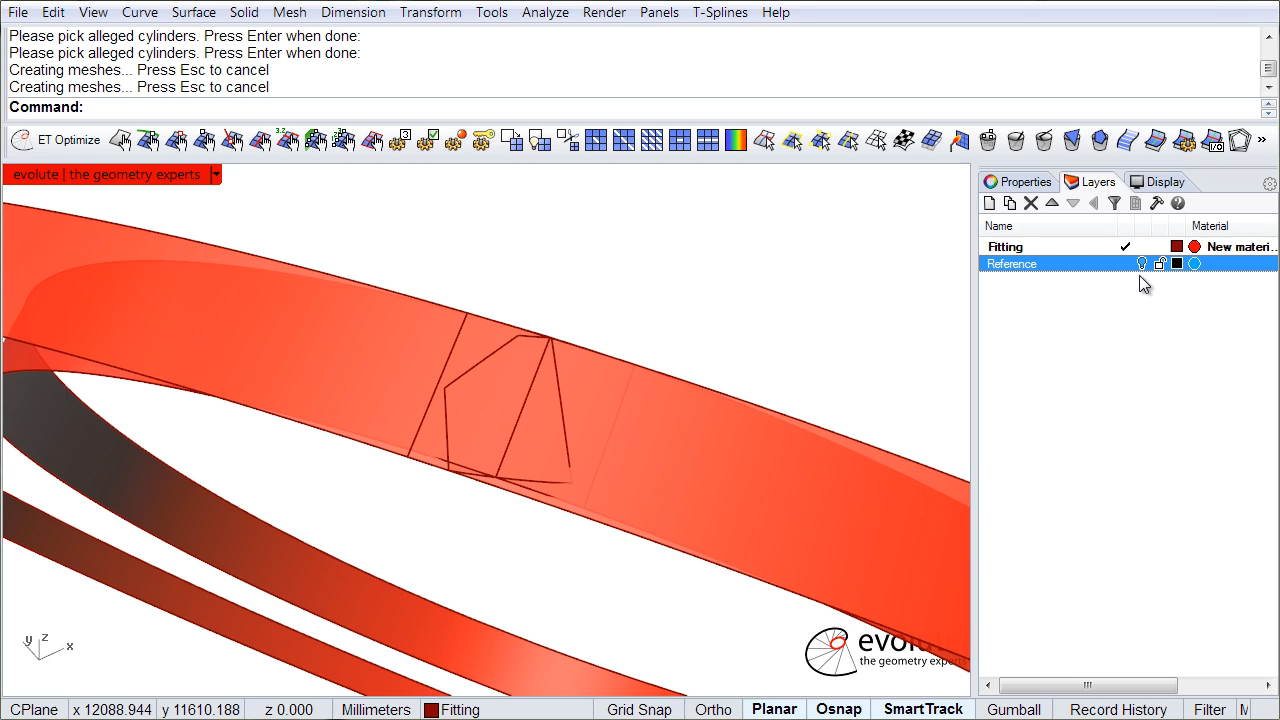 File Edit View Curve Surface Solid Mesh Dimension Transform Tools Analyze Render Panels T-Splines Help
Please pick alleged cylinders. Press Enter when done:
Please pick alleged cylinders. Press Enter when done:
Creating meshes... Press Esc to cancel
Creating meshes... Press Esc to cancel
Command:
ET Optimize
evolute | the geometry experts
Properties Layers Display
Name Material
Fitting New materi..
Reference
y z x
evolute
the geometry experts
CPlane x 12088.944 y 11610.188 z 0.000 Millimeters Fitting Grid Snap Ortho Planar Osnap SmartTrack Gumball Record History Filter M